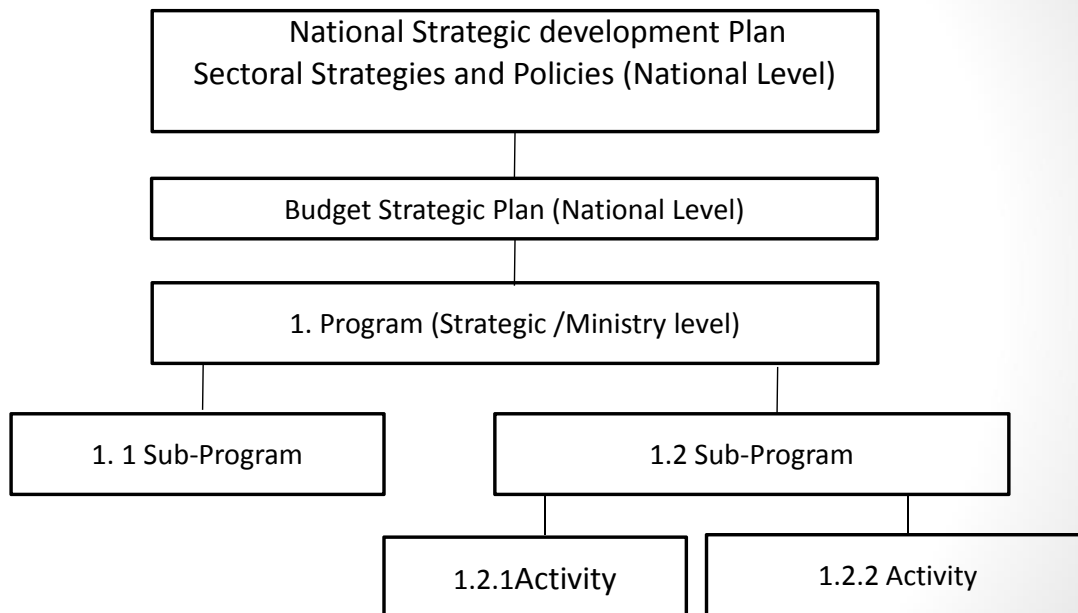 National Strategic development Plan
Sectoral Strategies and Policies (National Level)
Budget Strategic Plan (National Level)
1. Program (Strategic /Ministry level)
1. 1 Sub-Program
1.2 Sub-Program
1.2.1Activity
1.2.2 Activity